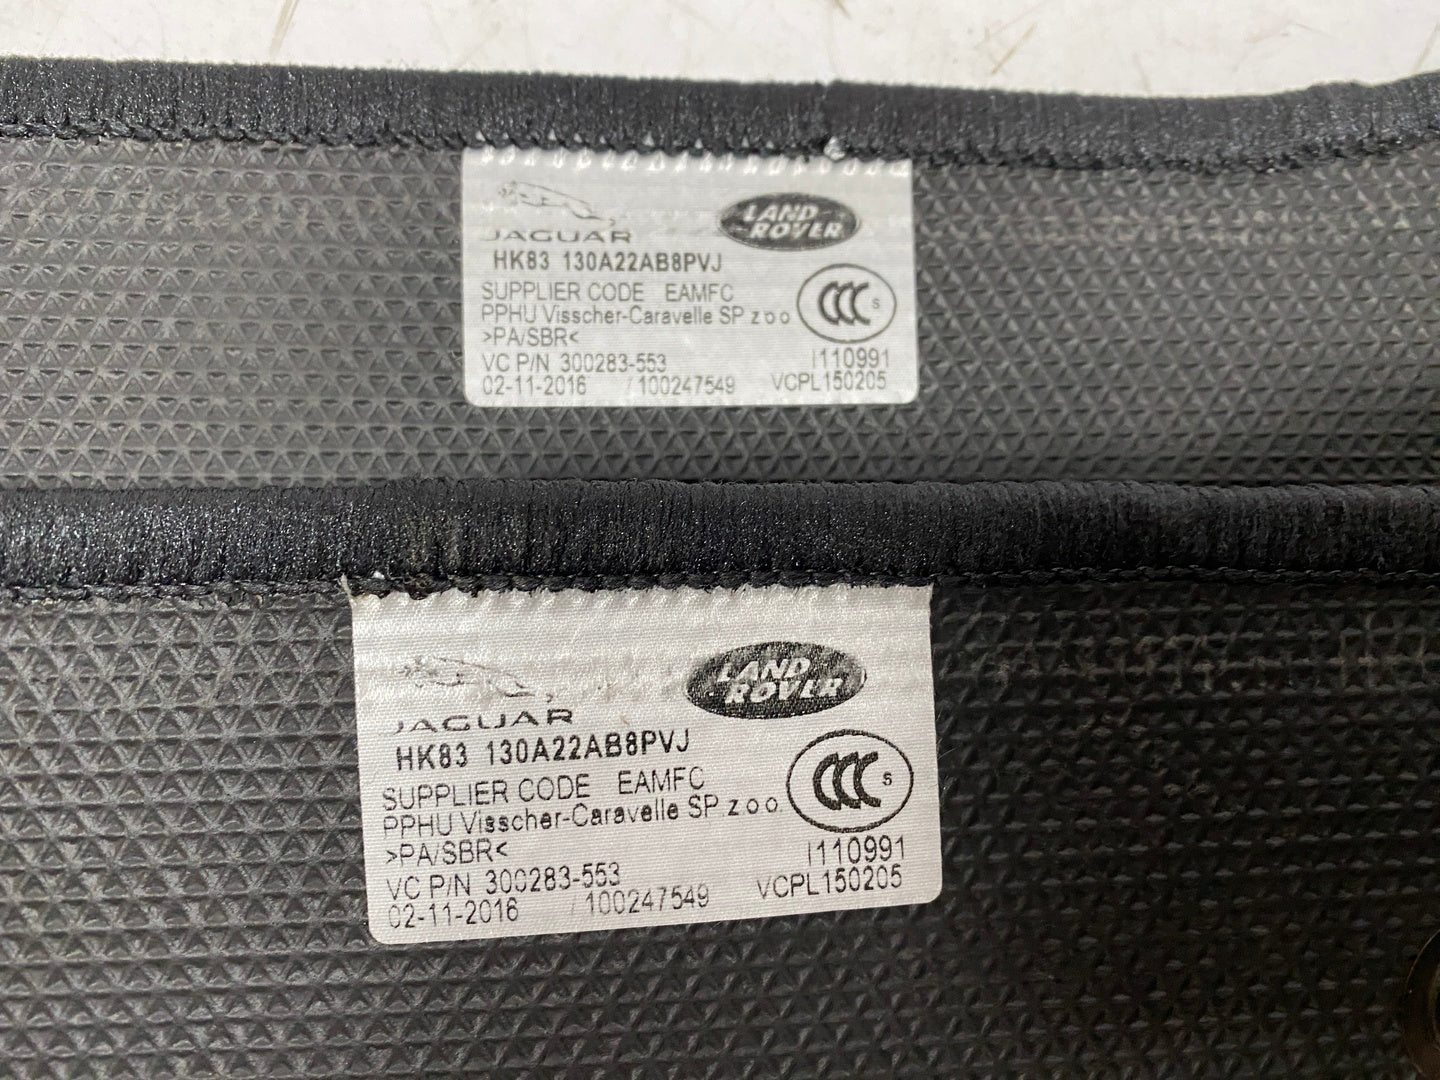 JAGUAR
LAND
ROVER
HK83 130A22AB8PVJ
SUPPLIER CODE EAMFC
PPHU Visscher-Caravelle SP.z o o
CCC S
>PA/SBR<
VC P/N 300283-553 I110991
02-11-2016 /100247549 VCPL150205
JAGUAR
LAND
ROVER
HK83 130A22AB8PVJ
SUPPLIER CODE EAMFC
PPHU Visscher-Caravelle SP.z.o.o.
CCC S
>PA/SBR<
VC P/N 300283-553 I110991
02-11-2016 /100247549 VCPL150205